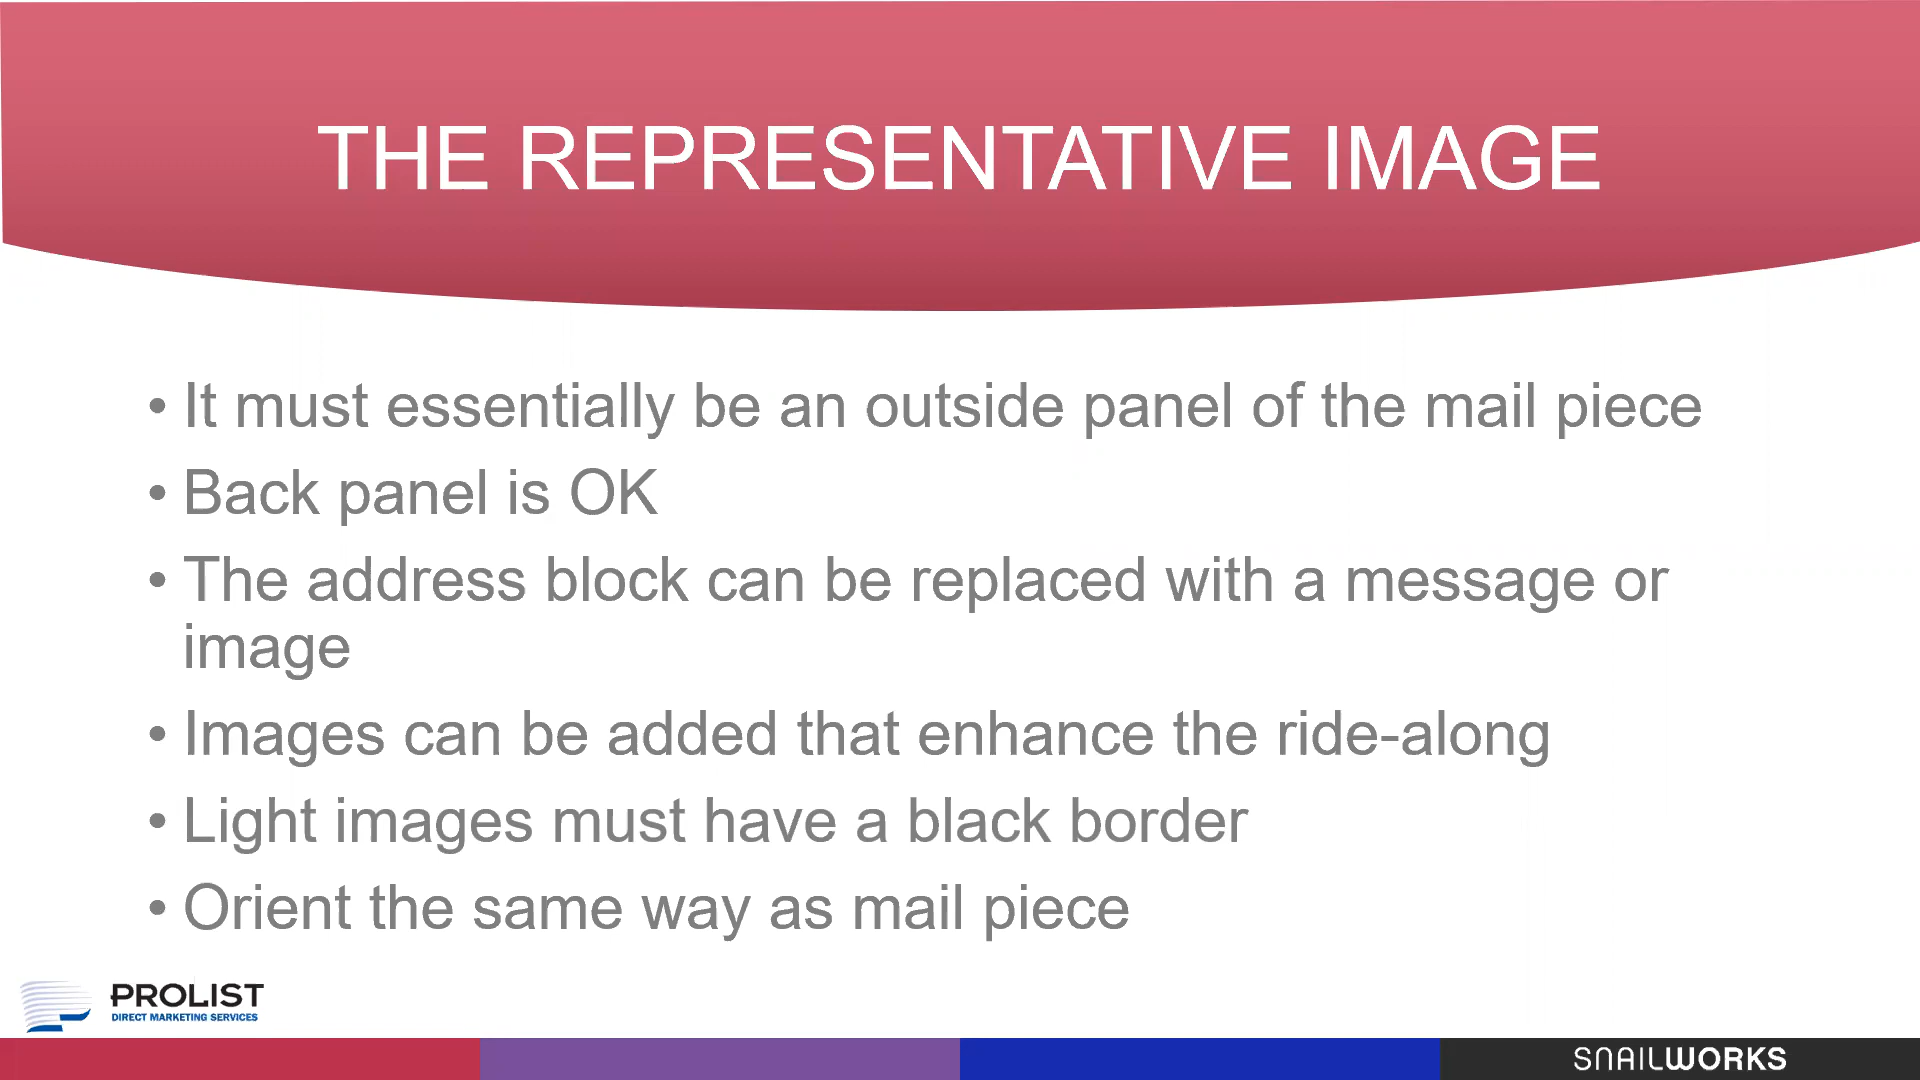 THE REPRESENTATIVE IMAGE
• It must essentially be an outside panel of the mail piece
• Back panel is OK
• The address block can be replaced with a message or
image
• Images can be added that enhance the ride-along
• Light images must have a black border
• Orient the same way as mail piece
PROLIST
DIRECT MARKETING SERVICES
SNAILWORKS